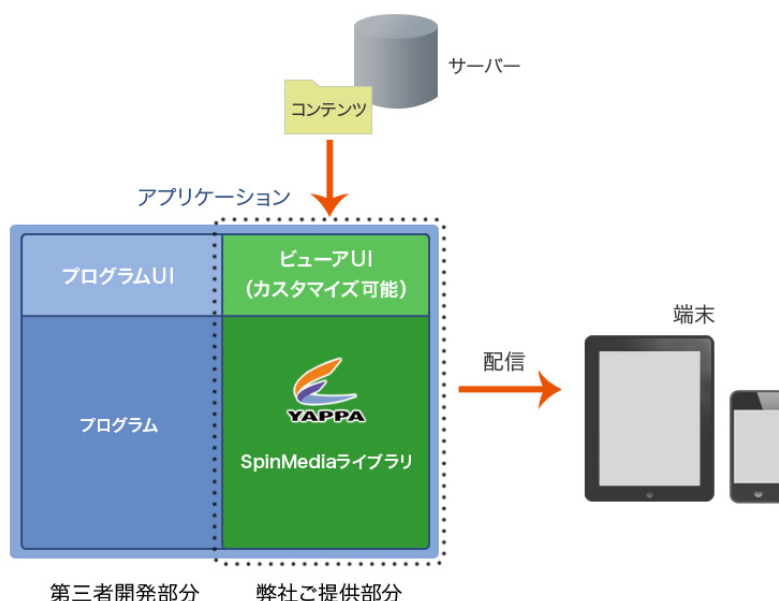 サーバー
コンテンツ
アプリケーション
プログラムUI
ビューアUI
（カスタマイズ可能）
端末
配信
YAPPA
プログラム
SpinMediaライブラリ
第三者開発部分
弊社ご提供部分